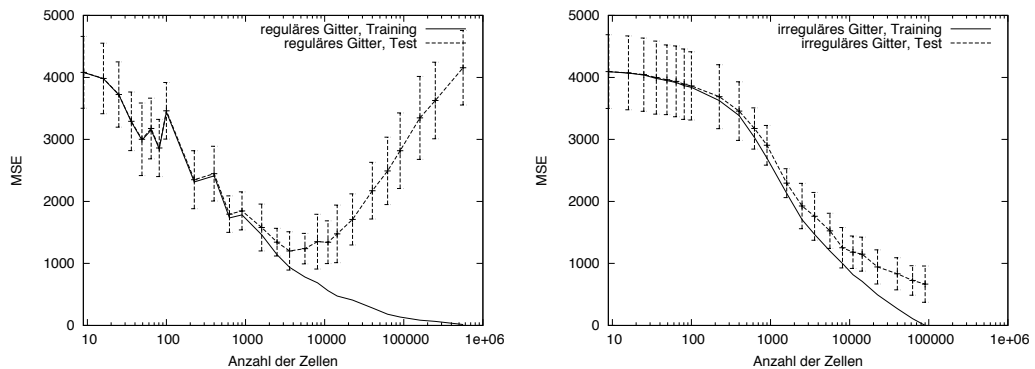 5000
4000
3000
2000
1000
0
MSE
10
100
1000
10000
100000
1e+06
Anzahl der Zellen
reguläres Gitter, Training
reguläres Gitter, Test
5000
4000
3000
2000
1000
0
MSE
10
100
1000
10000
100000
1e+06
Anzahl der Zellen
irreguläres Gitter, Training
irreguläres Gitter, Test